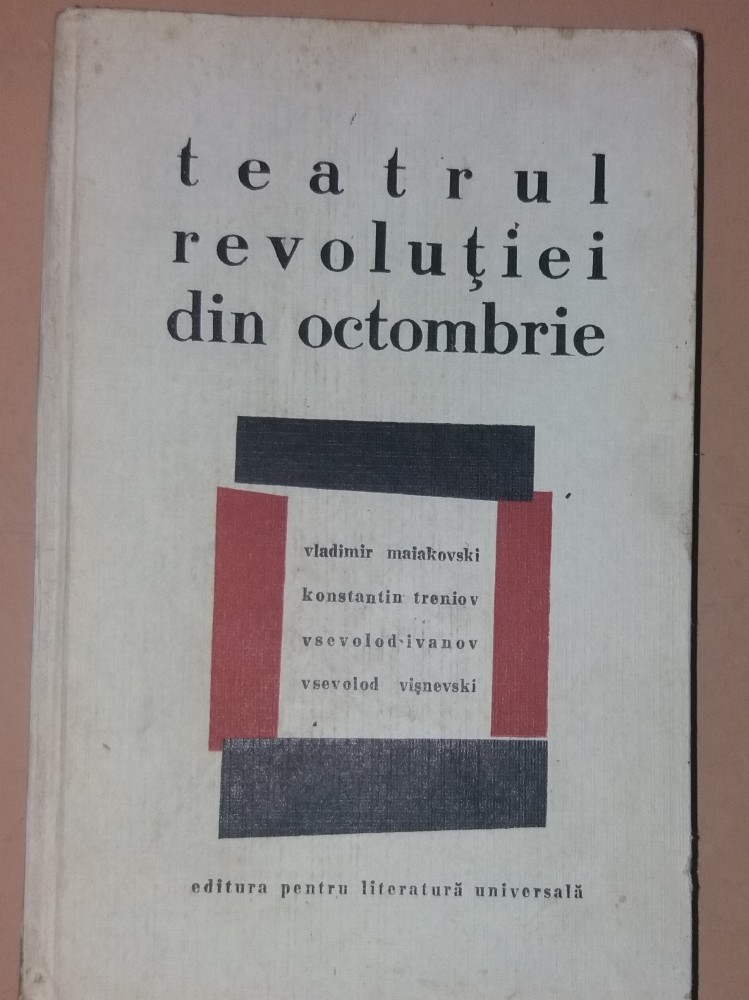 teatrul
revoluţiei
din octombrie
vladimir maiakovski
konstantin treniov
vsevolod ivanov
vsevolod vişnevski
editura pentru literatură universală